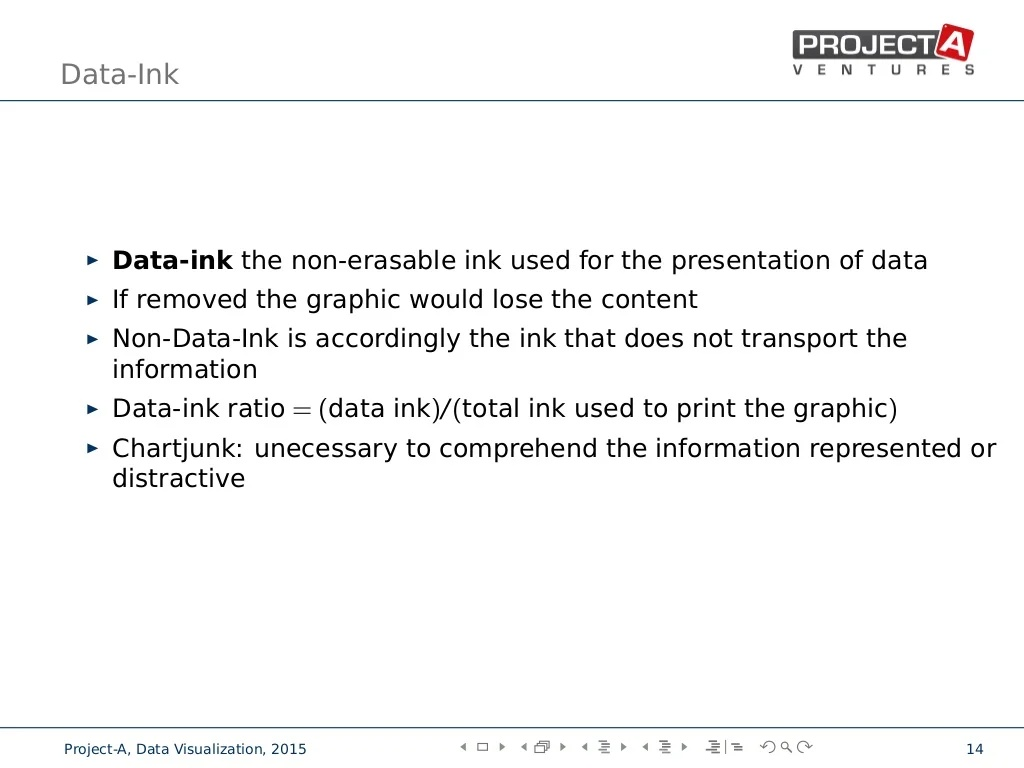 Data-Ink
PROJECT A
VENTURES
Data-ink the non-erasable ink used for the presentation of data
If removed the graphic would lose the content
Non-Data-Ink is accordingly the ink that does not transport the
information
Data-ink ratio = (data ink)/(total ink used to print the graphic)
Chartjunk: unecessary to comprehend the information represented or
distractive
Project-A, Data Visualization, 2015
14